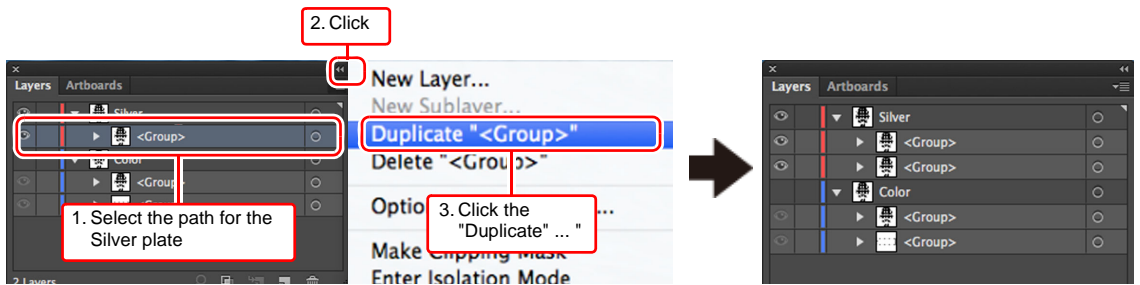 2. Click
Layers Artboards
Silver
<Group>
Color
<Group>
1. Select the path for the
Silver plate
2 Layers
New Layer...
New Sublayer...
Duplicate "<Group>"
Delete "<Group>"
3. Click the
"Duplicate" ... "
Make Clipping Mask
Enter Isolation Mode
Layers Artboards
Silver
<Group>
<Group>
Color
<Group>
<Group>